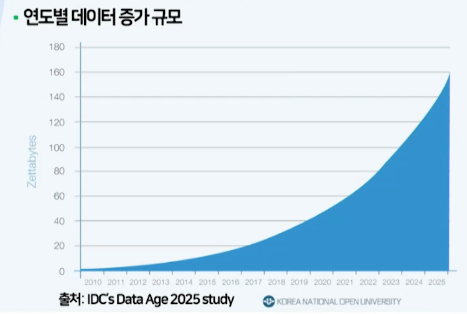 • 연도별 데이터 증가 규모
180
160
140
120
100
80
60
40
20
0
Zettabytes
2010 2011 2012 2013 2014 2015 2016 2017 2018 2019 2020 2021 2022 2023 2024 2025
출처: IDC's Data Age 2025 study
KOREA NATIONAL OPEN UNIVERSITY